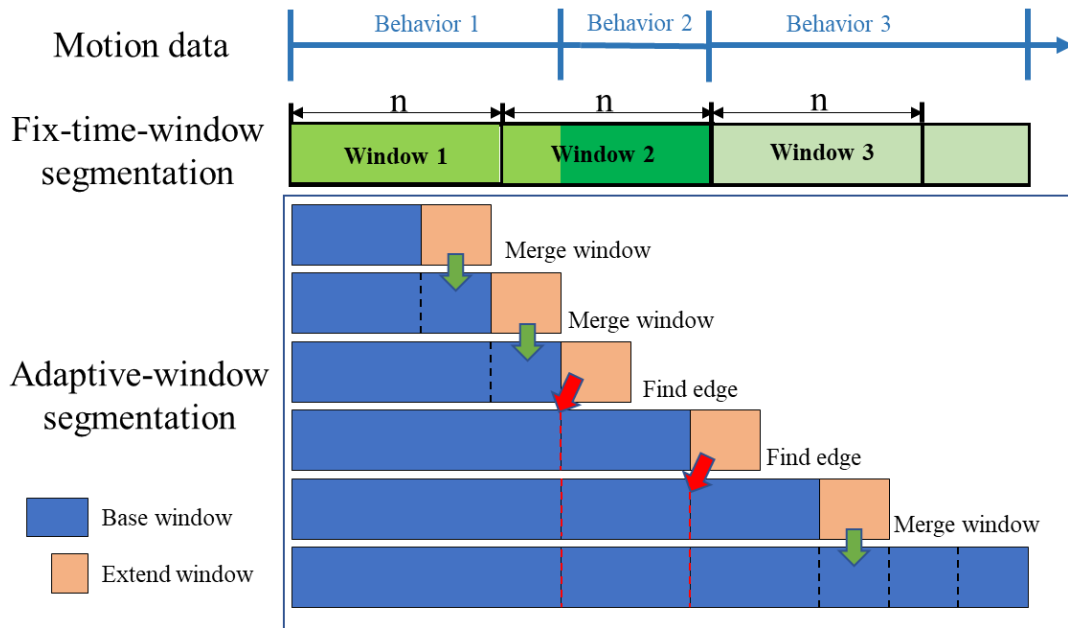 Behavior 1
Behavior 2
Behavior 3
Motion data
n
n
n
Fix-time-window
segmentation
Window 1
Window 2
Window 3
Merge window
Merge window
Adaptive-window
segmentation
Find edge
Find edge
Base window
Merge window
Extend window